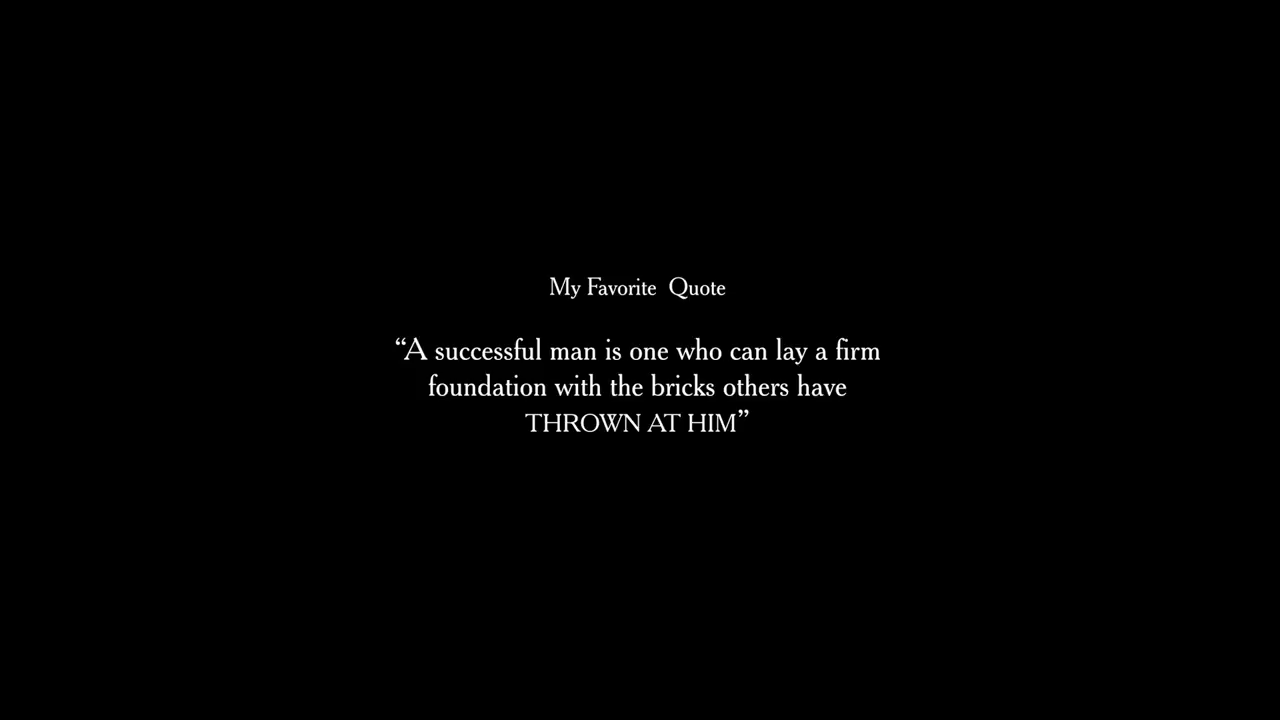 My Favorite Quote
“A successful man is one who can lay a firm
foundation with the bricks others have
THROWN AT HIM”